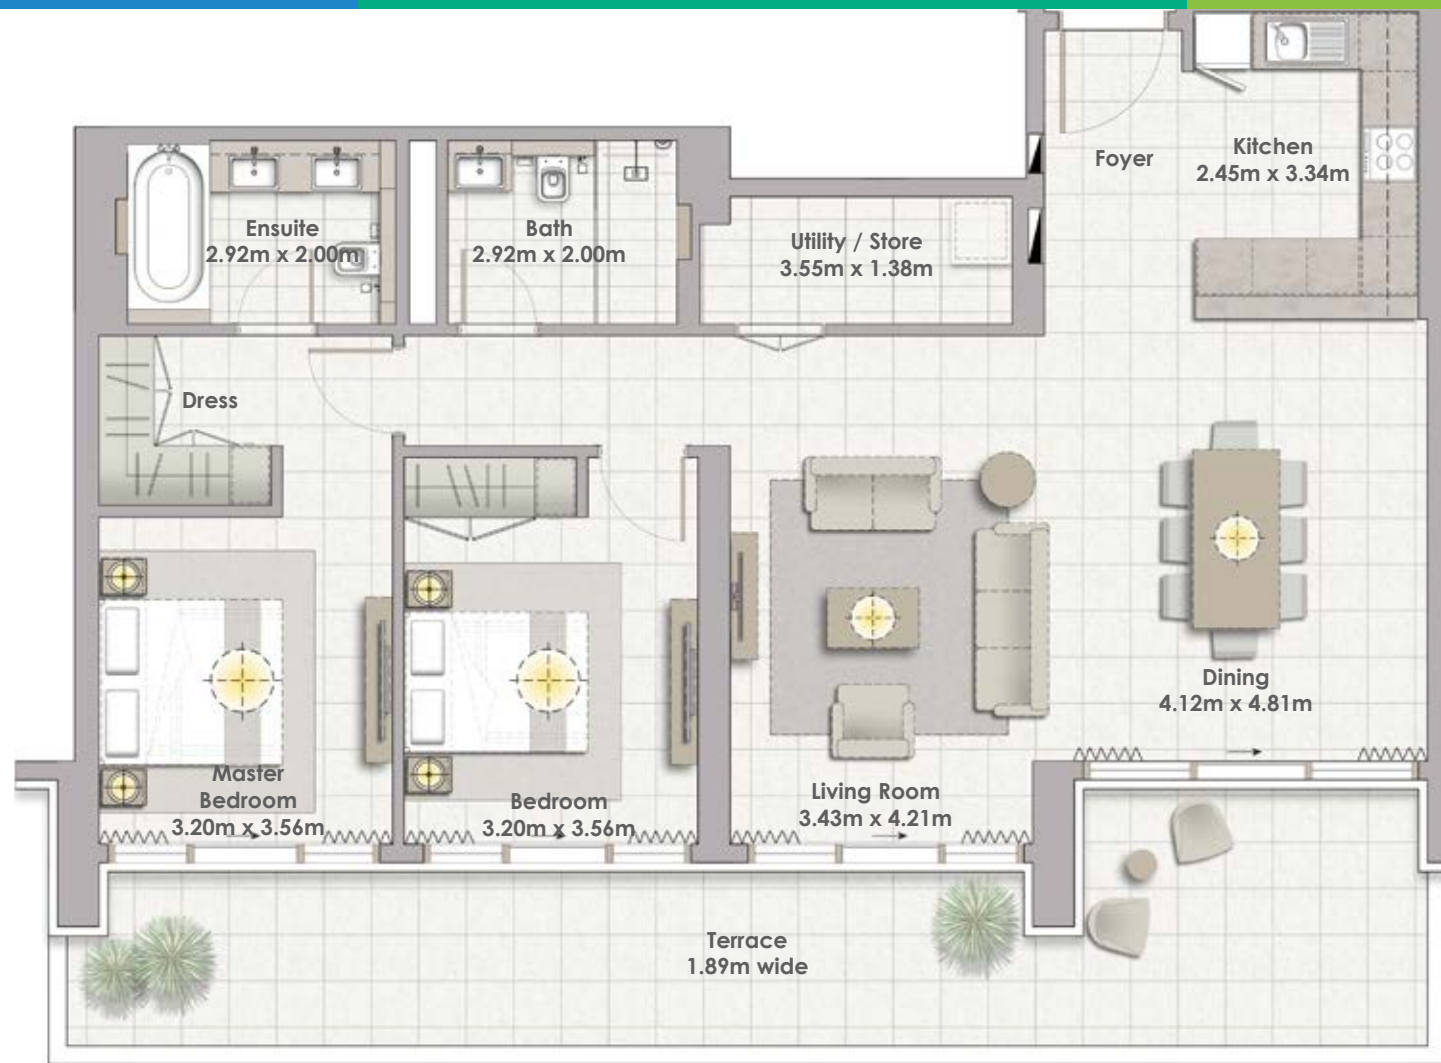 Foyer
Kitchen
2.45m x 3.34m
Ensuite
2.92m x 2.00m
Bath
2.92m x 2.00m
Utility / Store
3.55m x 1.38m
Dress
Dining
4.12m x 4.81m
Master
Bedroom
3.20m x 3.56m
Bedroom
3.20m x 3.56m
Living Room
3.43m x 4.21m
Terrace
1.89m wide